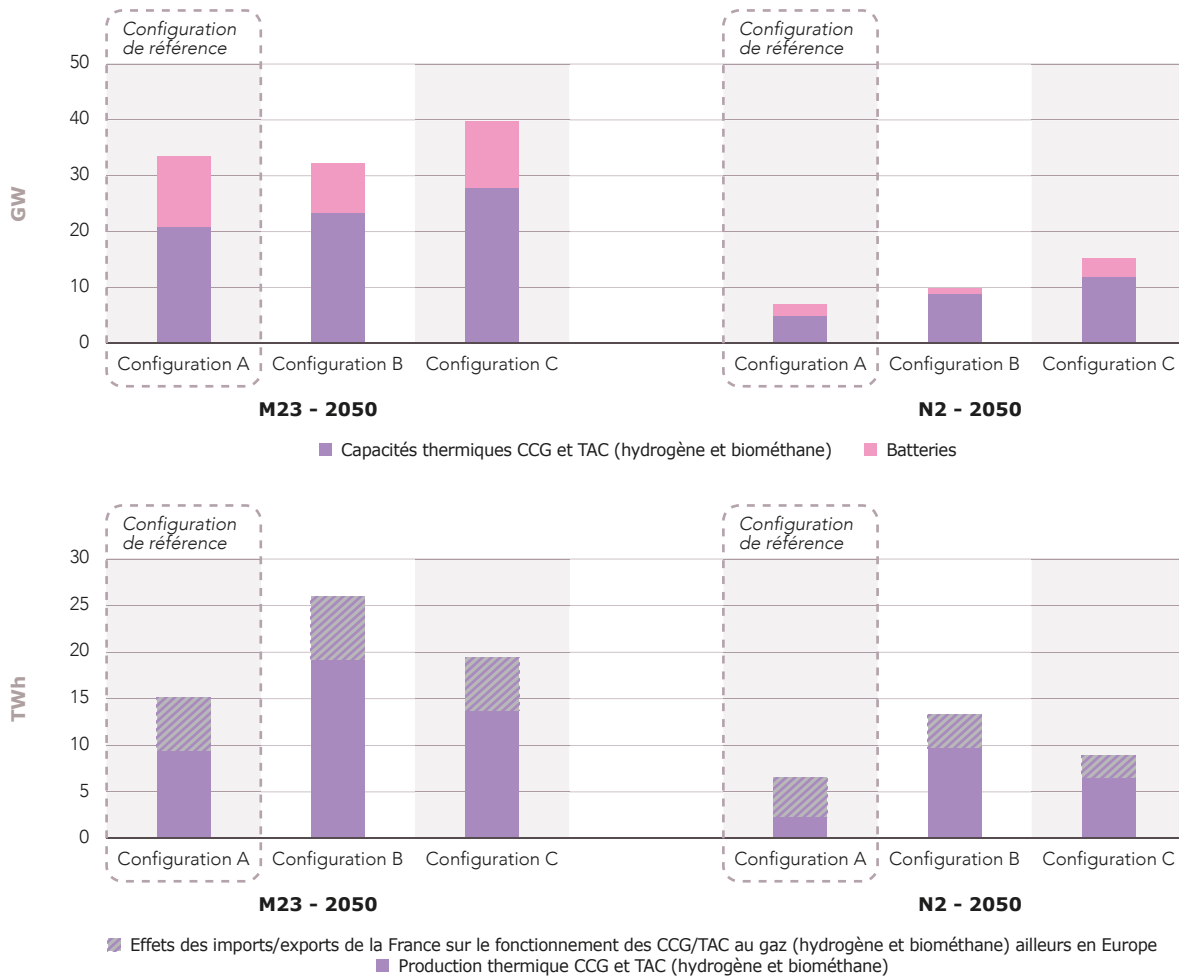 Configuration
de référence
Configuration
de référence
50
40
30
20
10
0
GW
Configuration A
Configuration B
Configuration C
Configuration A
Configuration B
Configuration C
M23 - 2050
N2 - 2050
Capacités thermiques CCG et TAC (hydrogène et biométhane)
Batteries
Configuration
de référence
Configuration
de référence
30
25
20
15
10
5
0
TWh
Configuration A
Configuration B
Configuration C
Configuration A
Configuration B
Configuration C
M23 - 2050
N2 - 2050
Effets des imports/exports de la France sur le fonctionnement des CCG/TAC au gaz (hydrogène et biométhane) ailleurs en Europe
Production thermique CCG et TAC (hydrogène et biométhane)